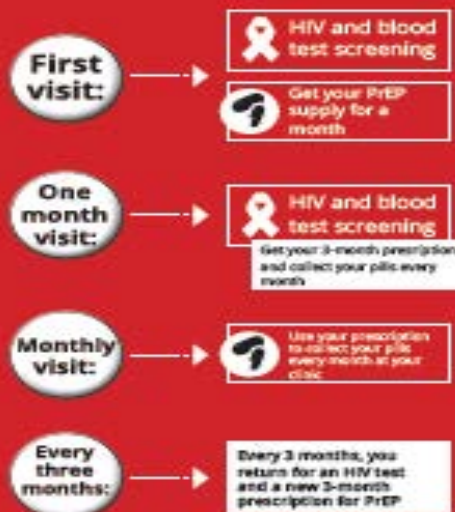 First
visit:
HIV and blood
test screening
Get your PrEP
supply for a
month
One
month
visit:
HIV and blood
test screening
Get your 3-month prescription
and collect your pills every
month
Monthly
visit:
Use your prescription
to collect your pills
every month at your
clinic
Every
three
months:
Every 3 months, you
return for an HIV test
and a new 3-month
prescription for PrEP